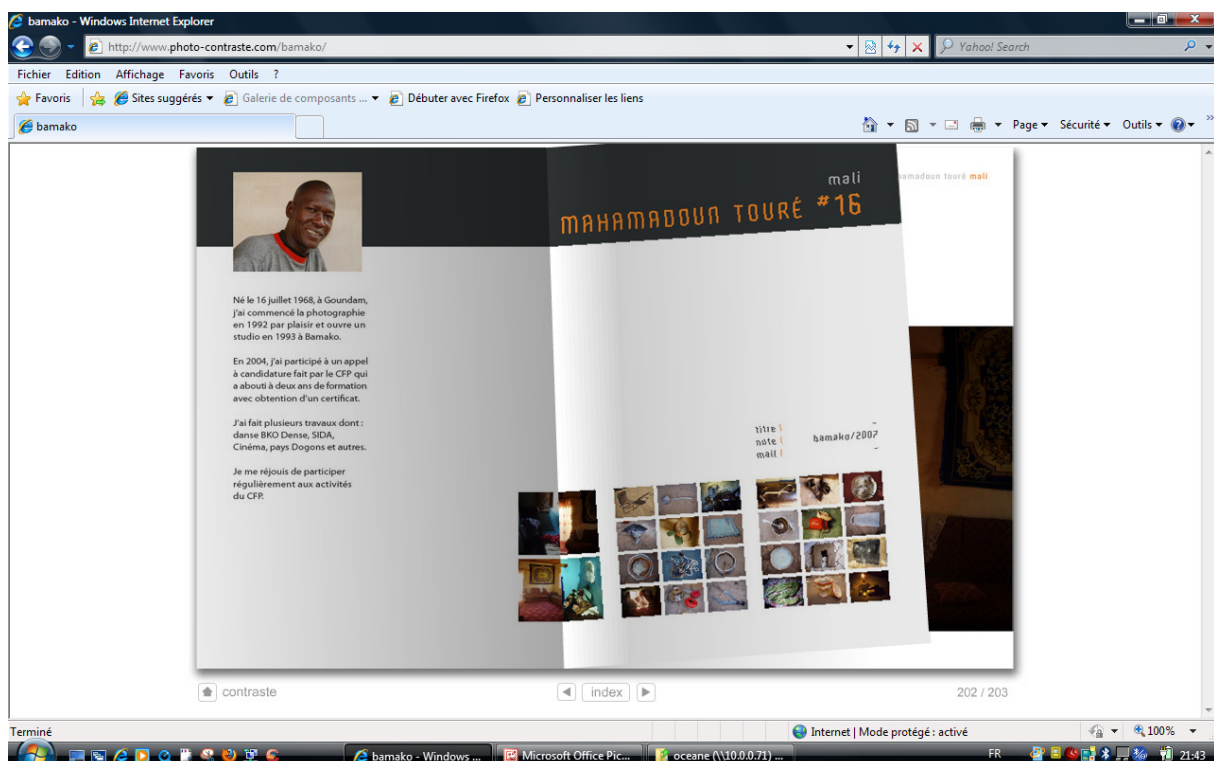 bamako - Windows Internet Explorer
http://www.photo-contraste.com/bamako/
Yahoo! Search
Fichier Edition Affichage Favoris Outils ?
Favoris Sites suggérés Galerie de composants ... Débuter avec Firefox Personnaliser les liens
bamako
Page Sécurité Outils
mali
MAHAMADOUN TOURÉ #16
hamadoun touré mali
Né le 16 juillet 1968, à Goundam,
j'ai commencé la photographie
en 1992 par plaisir et ouvre un
studio en 1993 à Bamako.
En 2004, j'ai participé à un appel
à candidature fait par le CFP qui
a abouti à deux ans de formation
avec obtention d'un certificat.
J'ai fait plusieurs travaux dont :
danse BKO Dense, SIDA,
Cinéma, pays Dogons et autres.
Je me réjouis de participer
régulièrement aux activités
du CFP.
titre -
note bamako/2007
mail -
contraste
index
202 / 203
Terminé
Internet | Mode protégé : activé
100%
bamako - Windows ...
Microsoft Office Pic...
oceane (\\10.0.0.71) ...
FR
21:43